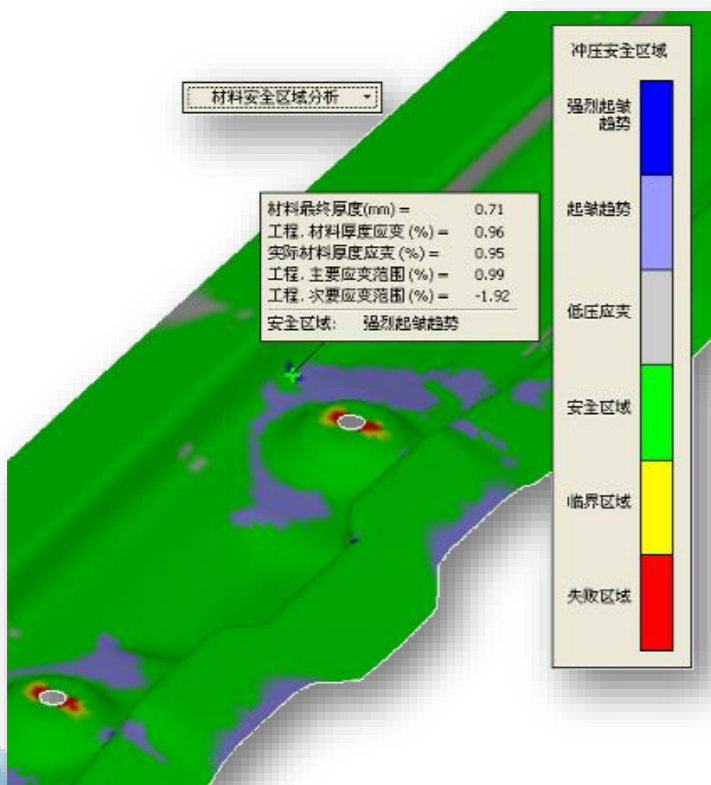 材料安全区域分析
冲压安全区域
强烈起皱
趋势
起皱趋势
低压应变
安全区域
临界区域
失败区域
材料最终厚度(mm) = 0.71
工程. 材料厚度应变 (%) = 0.96
实际材料厚度应变 (%) = 0.95
工程. 主要应变范围 (%) = 0.99
工程. 次要应变范围 (%) = -1.92
安全区域: 强烈起皱趋势